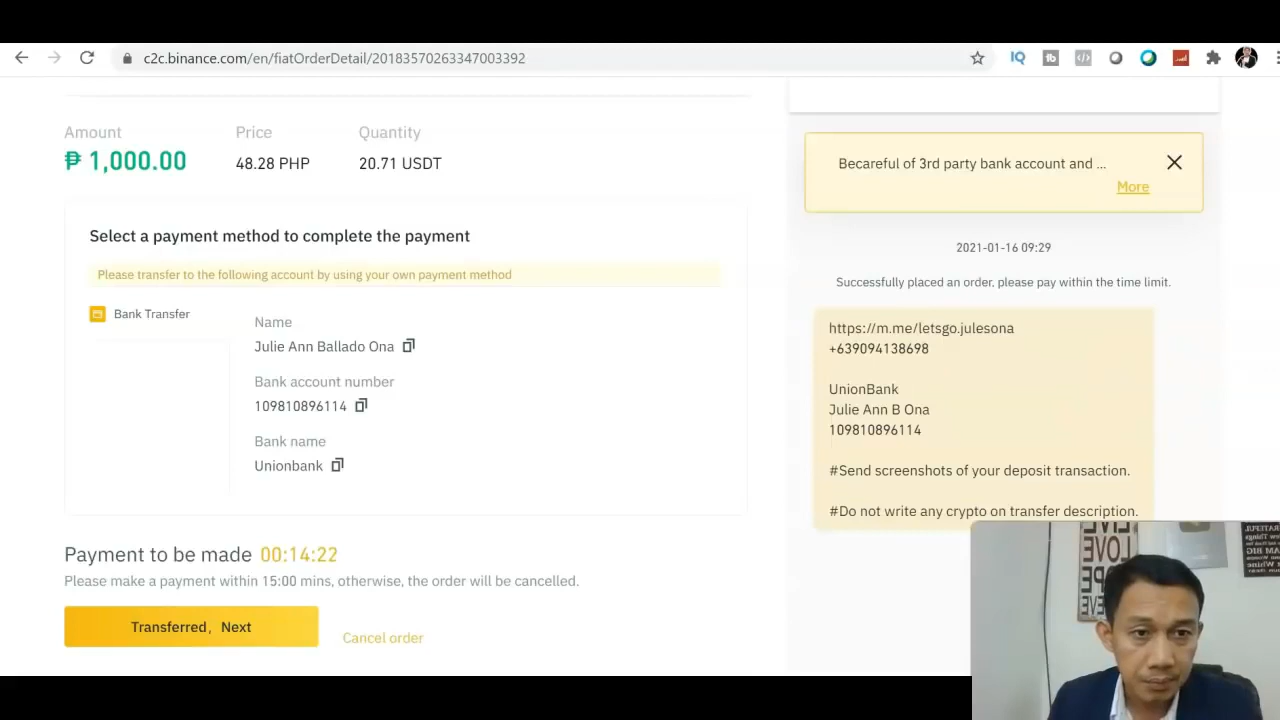 c2c.binance.com/en/fiatOrderDetail/20183570263347003392
Amount
₱ 1,000.00
Price
48.28 PHP
Quantity
20.71 USDT
Select a payment method to complete the payment
Please transfer to the following account by using your own payment method
Bank Transfer
Name
Julie Ann Ballado Ona
Bank account number
109810896114
Bank name
Unionbank
Payment to be made 00:14:22
Please make a payment within 15:00 mins, otherwise, the order will be cancelled.
Transferred, Next
Cancel order
Becareful of 3rd party bank account and ...
More
2021-01-16 09:29
Successfully placed an order, please pay within the time limit.
https://m.me/letsgo.julesona
+639094138698
UnionBank
Julie Ann B Ona
109810896114
#Send screenshots of your deposit transaction.
#Do not write any crypto on transfer description.
LOVE